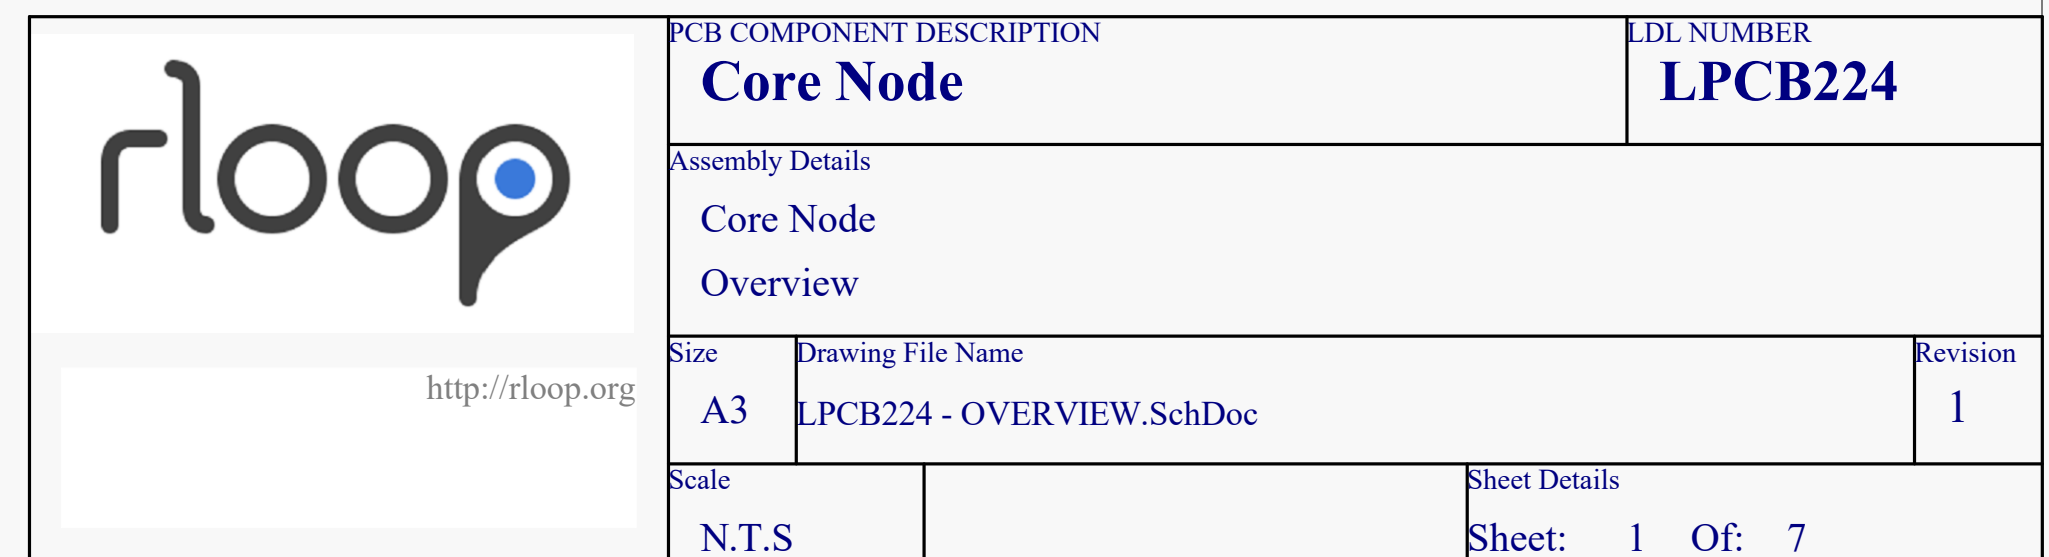 rloop
http://rloop.org
PCB COMPONENT DESCRIPTION
Core Node
LDL NUMBER
LPCB224
Assembly Details
Core Node
Overview
Size
A3
Drawing File Name
LPCB224 - OVERVIEW.SchDoc
Revision
1
Scale
N.T.S
Sheet Details
Sheet: 1 Of: 7